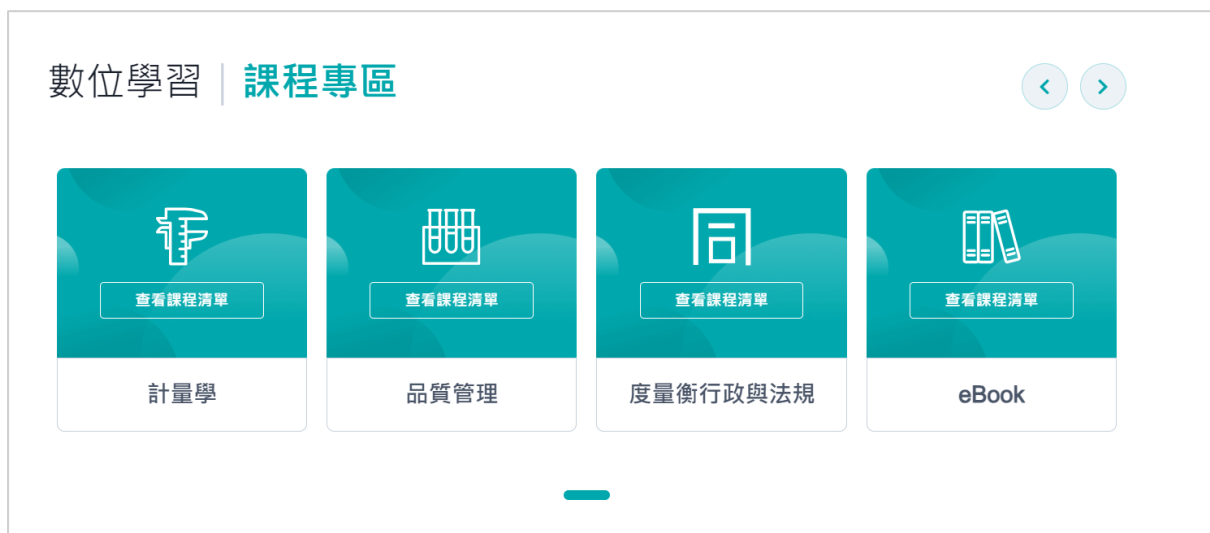 數位學習｜課程專區
查看課程清單
查看課程清單
查看課程清單
查看課程清單
計量學
品質管理
度量衡行政與法規
eBook